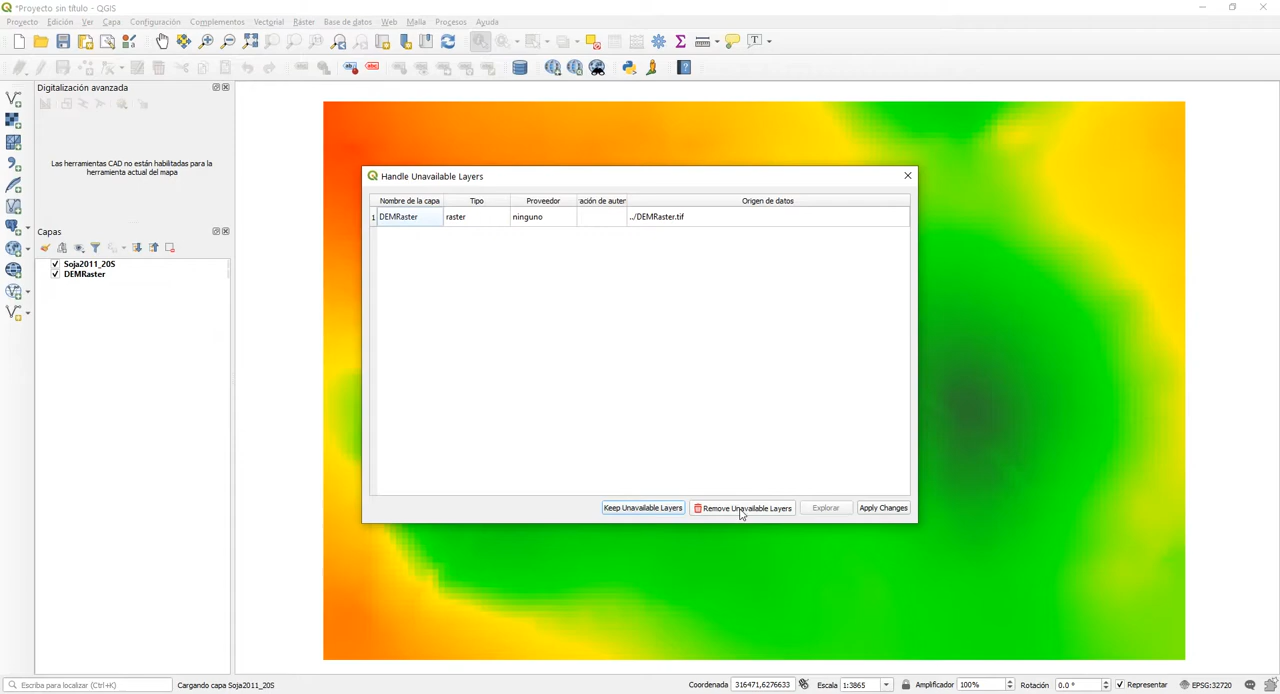 *Proyecto sin título - QGIS
Proyecto Edición Ver Capa Configuración Complementos Vectorial Ráster Base de datos Web Malla Procesos Ayuda
Digitalización avanzada
Las herramientas CAD no están habilitadas para la
herramienta actual del mapa
Capas
Soja2011_20S
DEMRaster
Handle Unavailable Layers
Nombre de la capa Tipo Proveedor ración de auten Origen de datos
1 DEMRaster raster ninguno ../DEMRaster.tif
Keep Unavailable Layers Remove Unavailable Layers Explorar Apply Changes
Escriba para localizar (Ctrl+K) Cargando capa Soja2011_20S Coordenada 316471,6276633 Escala 1:3865 Amplificador 100% Rotación 0.0 ° Representar EPSG:32720